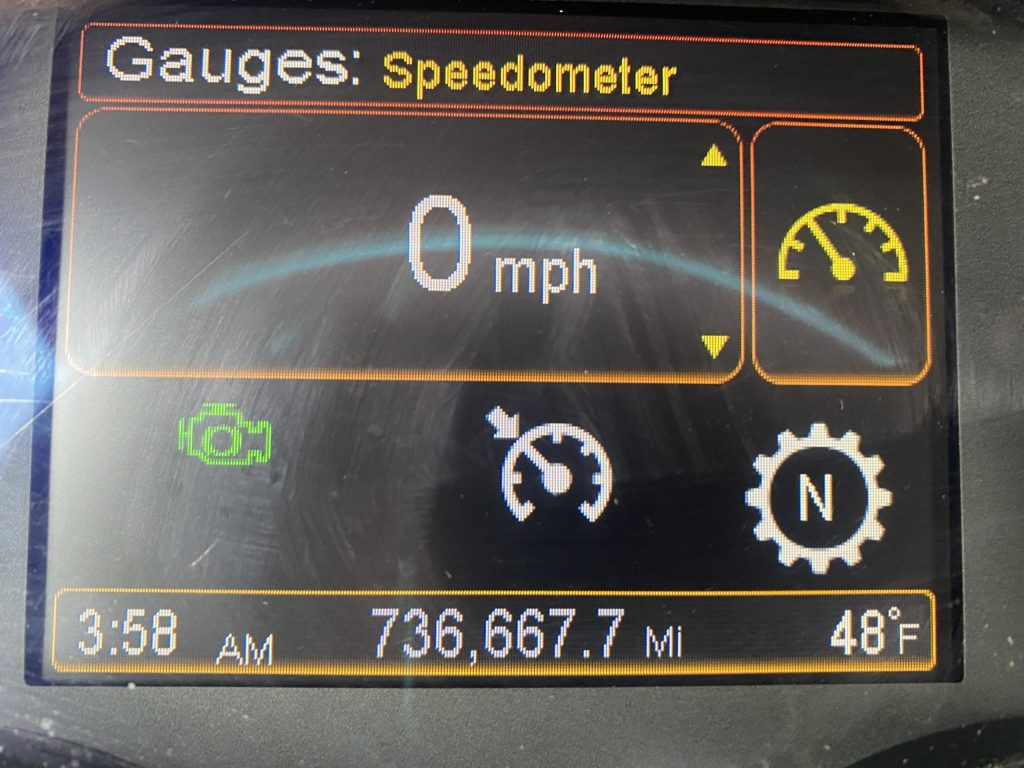 Gauges: Speedometer
0 mph
N
3:58 AM 736,667.7 Mi 48°F